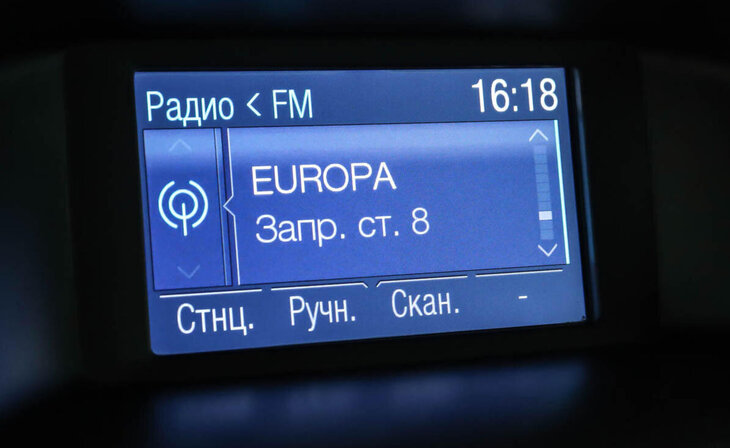 Радио < FM 16:18
EUROPA
Запр. ст. 8
Стнц. Ручн. Скан. -